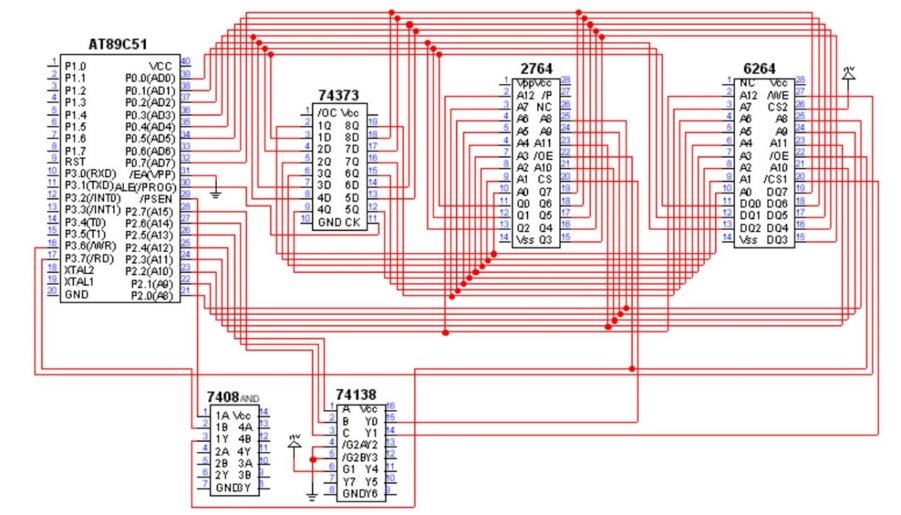 AT89C51
1 P1.0 VCC 40
2 P1.1 P0.0(AD0) 39
3 P1.2 P0.1(AD1) 38
4 P1.3 P0.2(AD2) 37
5 P1.4 P0.3(AD3) 36
6 P1.5 P0.4(AD4) 35
7 P1.6 P0.5(AD5) 34
8 P1.7 P0.6(AD6) 33
9 RST P0.7(AD7) 32
10 P3.0(RXD) /EA(VPP) 31
11 P3.1(TXD) ALE(/PROG) 30
12 P3.2(/INT0) /PSEN 29
13 P3.3(/INT1) P2.7(A15) 28
14 P3.4(T0) P2.6(A14) 27
15 P3.5(T1) P2.5(A13) 26
16 P3.6(/WR) P2.4(A12) 25
17 P3.7(/RD) P2.3(A11) 24
18 XTAL2 P2.2(A10) 23
19 XTAL1 P2.1(A9) 22
20 GND P2.0(A8) 21
74373
1 /OC Vcc
2 1Q 8Q 19
3 1D 8D 18
4 2D 7D 17
5 2Q 7Q 16
6 3Q 6Q 15
7 3D 6D 14
8 4D 5D 13
9 4Q 5Q 12
10 GND CK 11
2764
1 Vpp Vcc 28
2 A12 /P 27
3 A7 NC 26
4 A6 A8 25
5 A5 A9 24
6 A4 A11 23
7 A3 /OE 22
8 A2 A10 21
9 A1 CS 20
10 A0 Q7 19
11 Q0 Q6 18
12 Q1 Q5 17
13 Q2 Q4 16
14 Vss Q3 15
6264
1 NC Vcc 28
2 A12 /WE 27
3 A7 CS2 26
4 A6 A8 25
5 A5 A9 24
6 A4 A11 23
7 A3 /OE 22
8 A2 A10 21
9 A1 /CS1 20
10 A0 DQ7 19
11 DQ0 DQ6 18
12 DQ1 DQ5 17
13 DQ2 DQ4 16
14 Vss DQ3 15
7408 AND
1 1A Vcc 14
2 1B 4A 13
3 1Y 4B 12
4 2A 4Y 11
5 2B 3A 10
6 2Y 3B 9
7 GND 3Y 8
74138
1 A Vcc 16
2 B Y0 15
3 C Y1 14
4 /G2A Y2 13
5 /G2B Y3 12
6 G1 Y4 11
7 Y7 Y5 10
8 GND Y6 9